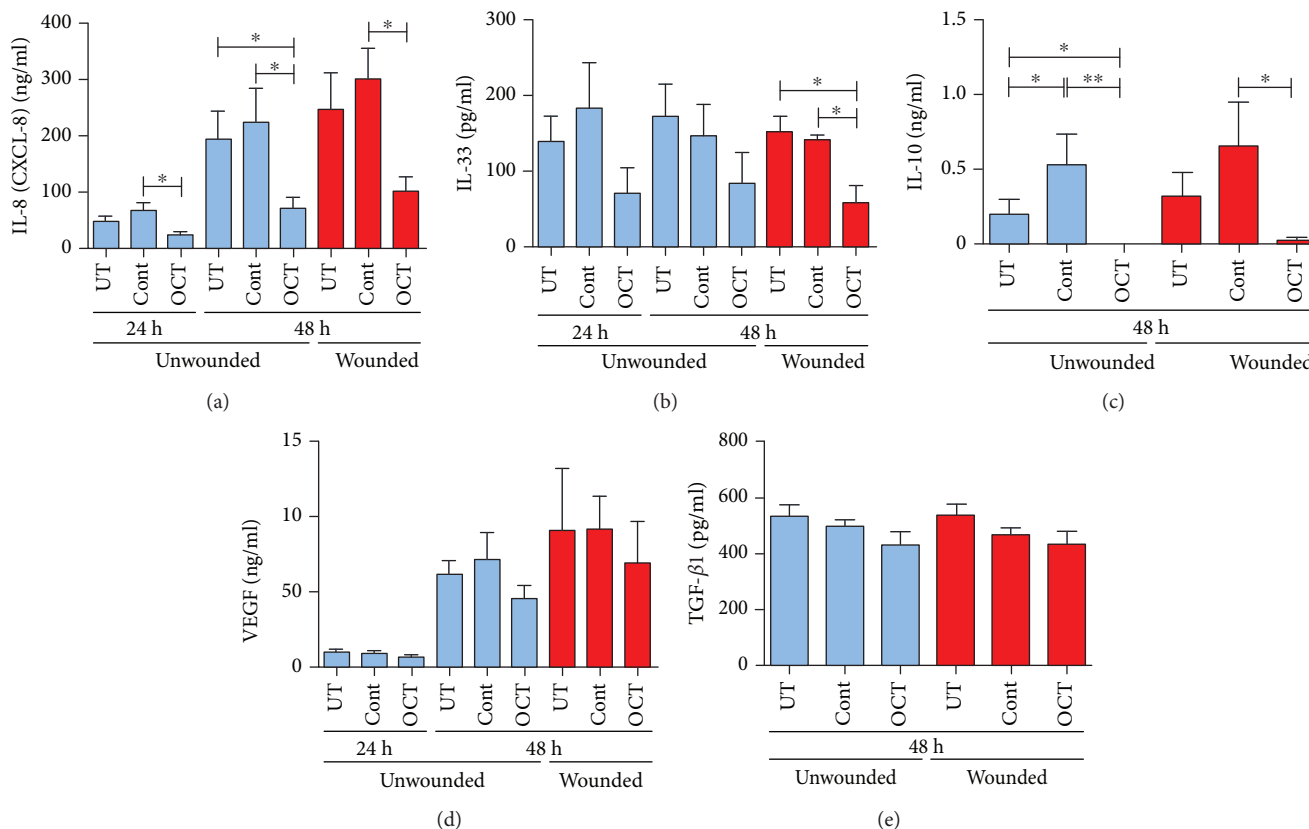 IL-8 (CXCL-8) (ng/ml)
400
300
200
100
0
*
*
*
*
UT
Cont
OCT
UT
Cont
OCT
UT
Cont
OCT
24 h
48 h
Unwounded
Wounded
(a)
IL-33 (pg/ml)
300
200
150
0
*
*
UT
Cont
OCT
UT
Cont
OCT
UT
Cont
OCT
24 h
48 h
Unwounded
Wounded
(b)
IL-10 (ng/ml)
1.5
1.0
0.5
0
*
*
**
*
UT
Cont
OCT
UT
Cont
OCT
48 h
Unwounded
Wounded
(c)
VEGF (ng/ml)
15
10
50
0
UT
Cont
OCT
UT
Cont
OCT
UT
Cont
OCT
24 h
48 h
Unwounded
Wounded
(d)
TGF-β1 (pg/ml)
800
600
400
200
0
UT
Cont
OCT
UT
Cont
OCT
48 h
Unwounded
Wounded
(e)